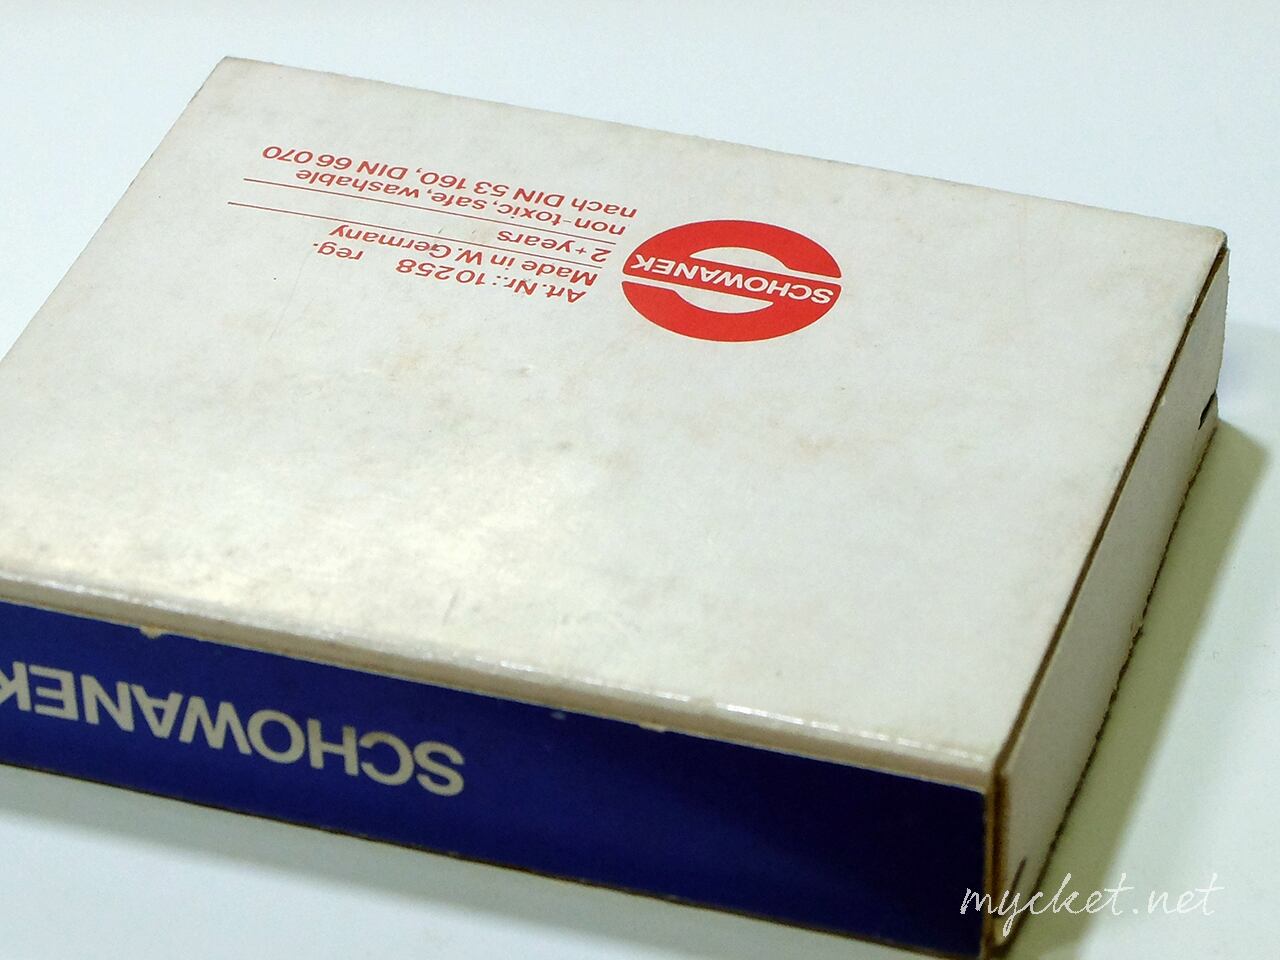 SCHOWANEK
Art. Nr.: 10258 reg.
Made in W. Germany
2+years
non-toxic, safe, washable
nach DIN 53 160, DIN 66 070
SCHOWANEK
mycket.net